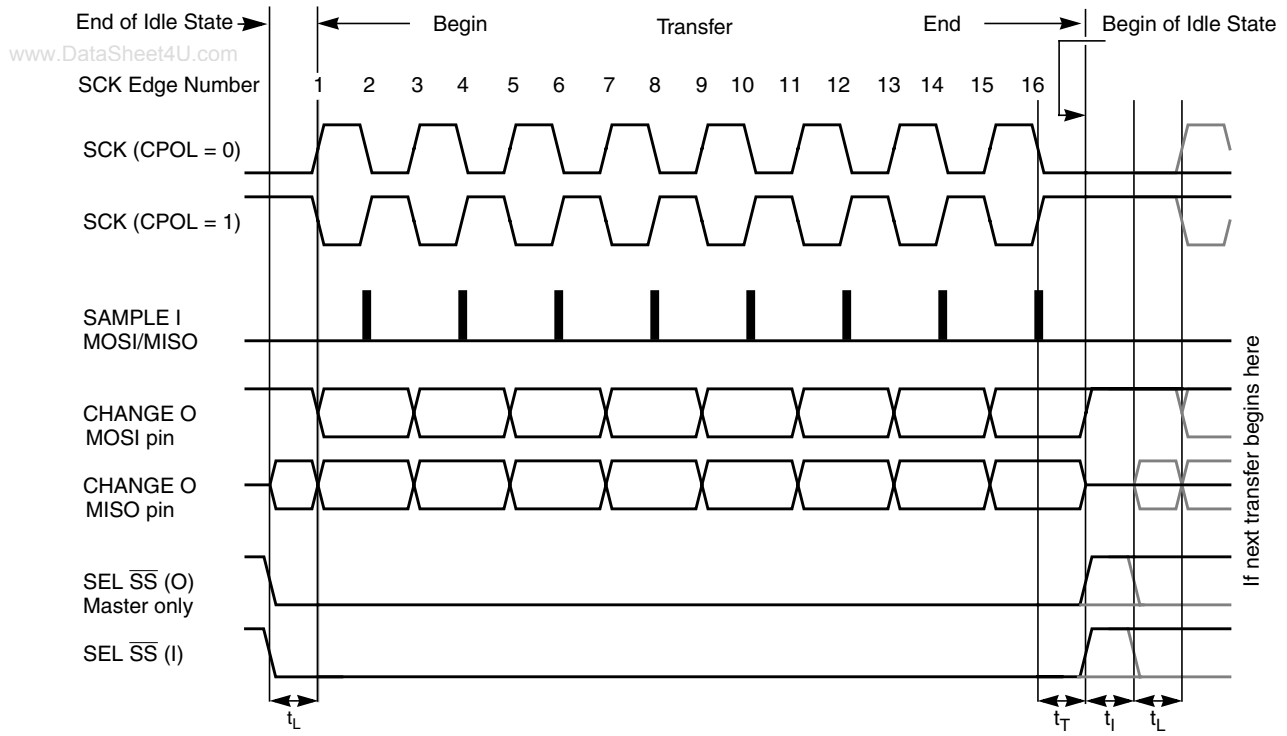 End of Idle State
Begin
Transfer
End
Begin of Idle State
www.DataSheet4U.com
SCK Edge Number
1 2 3 4 5 6 7 8 9 10 11 12 13 14 15 16
SCK (CPOL = 0)
SCK (CPOL = 1)
SAMPLE I
MOSI/MISO
CHANGE O
MOSI pin
CHANGE O
MISO pin
SEL S̅S̅ (O)
Master only
SEL S̅S̅ (I)
tL
tT
tI
tL
If next transfer begins here